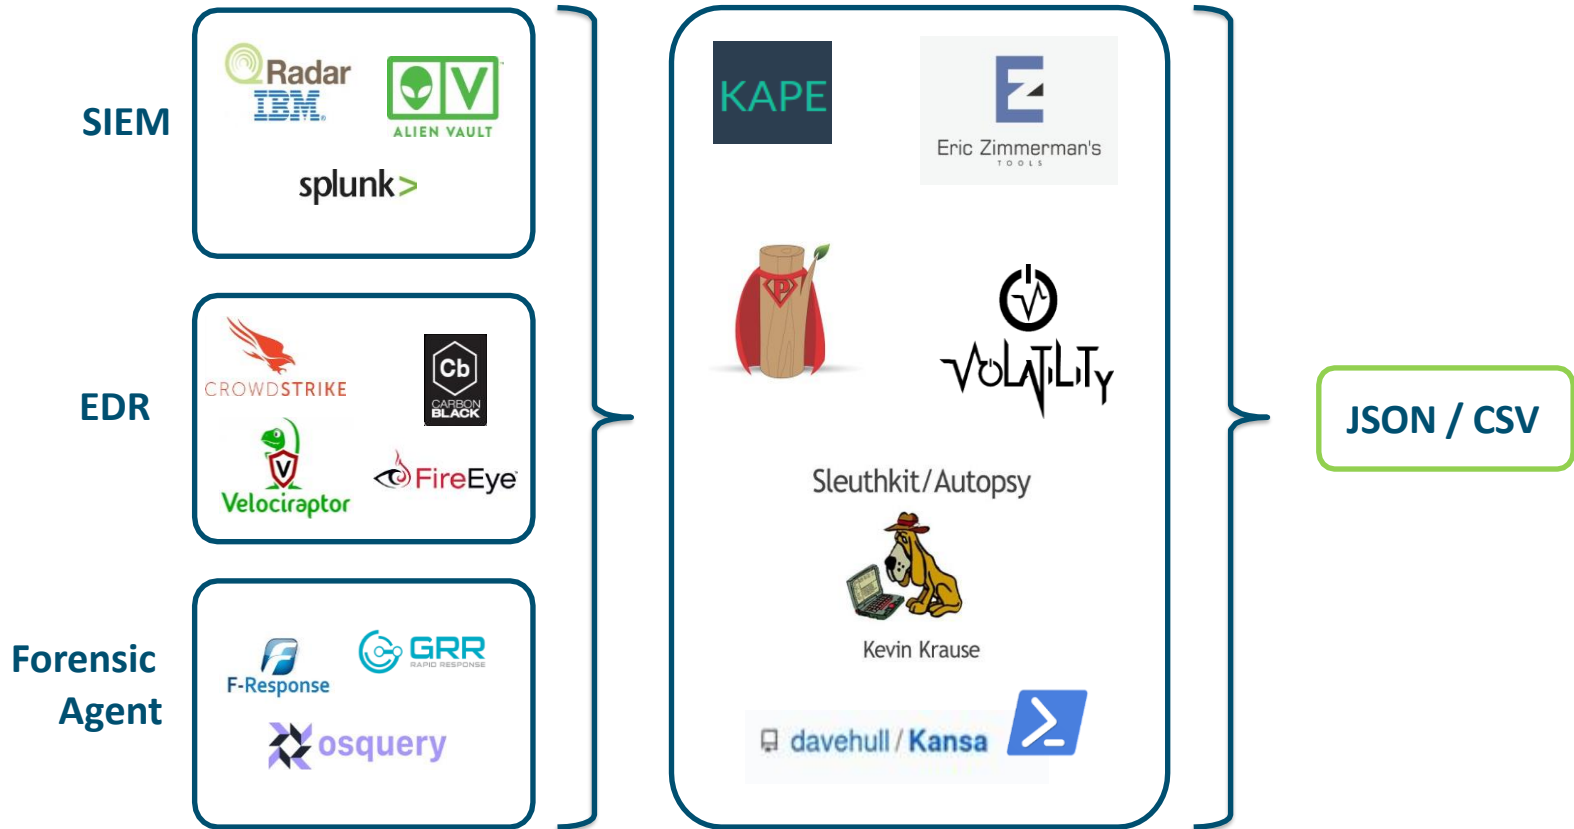 SIEM
QRadar
IBM®
ALIEN VAULT
splunk>
EDR
CROWDSTRIKE
Cb
CARBON
BLACK
V
Velociraptor
FireEye
Forensic
Agent
F-Response
GRR
RAPID RESPONSE
osquery
KAPE
Eric Zimmerman's
TOOLS
P
VOLATILITY
Sleuthkit/Autopsy
Kevin Krause
davehull / Kansa
JSON / CSV